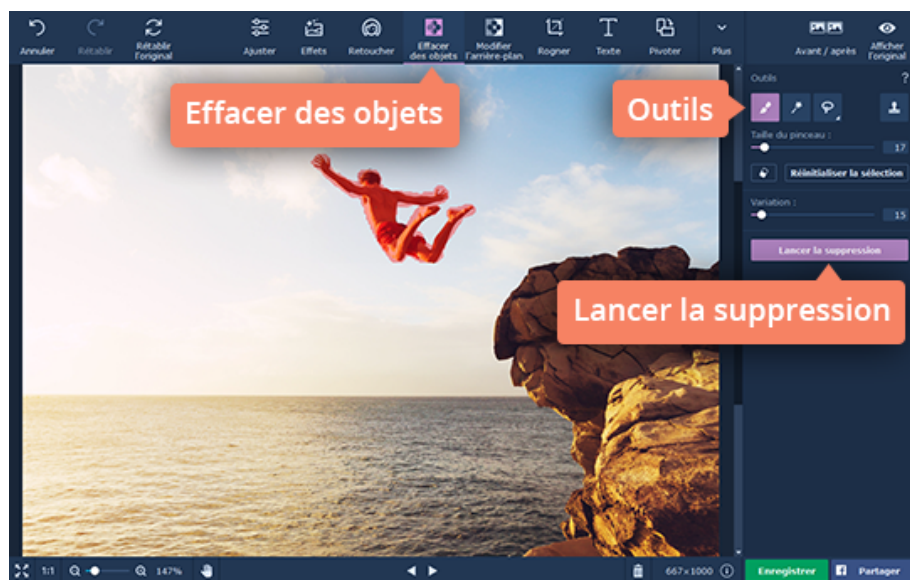 Annuler
Rétablir
Rétablir
l'original
Ajuster
Effets
Retoucher
Effacer
des objets
Modifier
l'arrière-plan
Rogner
Texte
Pivoter
Plus
Avant / après
Afficher
l'original
Effacer des objets
Outils
Outils
?
Taille du pinceau :
17
Réinitialiser la sélection
Variation :
15
Lancer la suppression
Lancer la suppression
1:1
147%
667×1000
Enregistrer
Partager